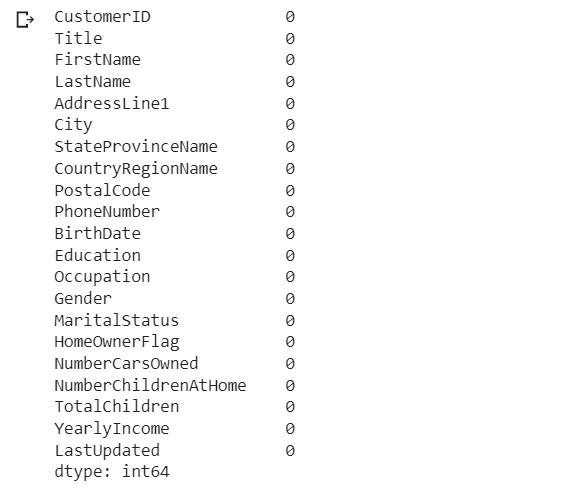 CustomerID 0
Title 0
FirstName 0
LastName 0
AddressLine1 0
City 0
StateProvinceName 0
CountryRegionName 0
PostalCode 0
PhoneNumber 0
BirthDate 0
Education 0
Occupation 0
Gender 0
MaritalStatus 0
HomeOwnerFlag 0
NumberCarsOwned 0
NumberChildrenAtHome 0
TotalChildren 0
YearlyIncome 0
LastUpdated 0
dtype: int64